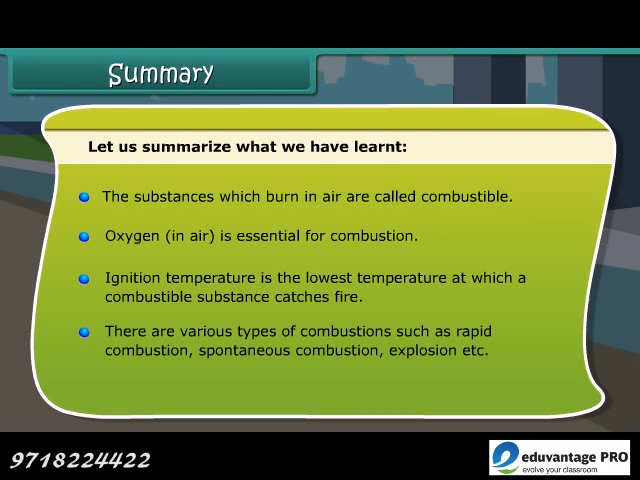 Summary
Let us summarize what we have learnt:
The substances which burn in air are called combustible.
Oxygen (in air) is essential for combustion.
Ignition temperature is the lowest temperature at which a
combustible substance catches fire.
There are various types of combustions such as rapid
combustion, spontaneous combustion, explosion etc.
9718224422
eduvantage PRO
evolve your classroom